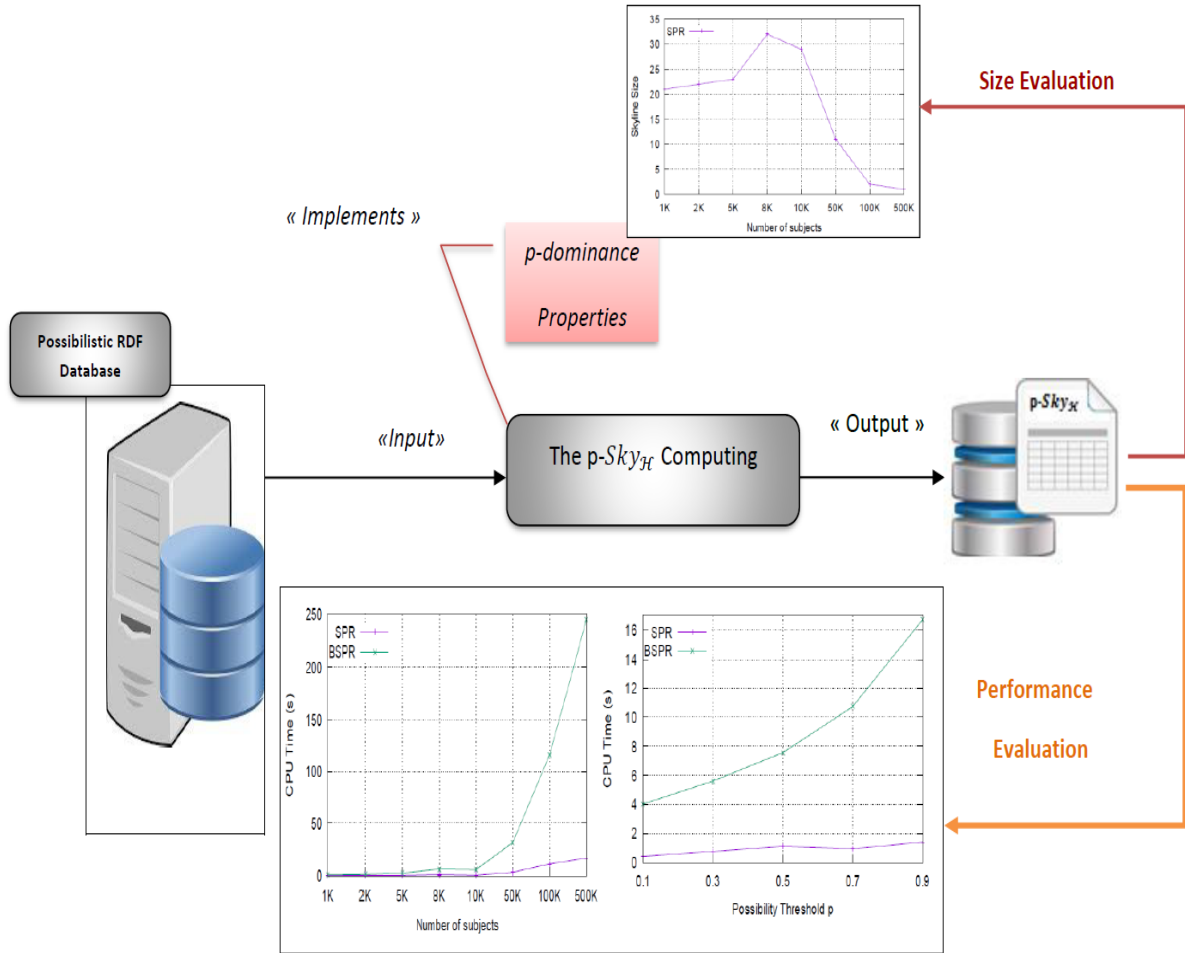 35
30
25
20
15
10
5
0
SPR
Skyline Size
1K 2K 5K 8K 10K 50K 100K 500K
Number of subjects
Size Evaluation
« Implements »
p-dominance
Properties
Possibilistic RDF
Database
«Input»
The p-Sky_ℋ Computing
« Output »
p-Sky_ℋ
250
200
150
100
50
0
SPR
BSPR
CPU Time (s)
1K 2K 5K 8K 10K 50K 100K 500K
Number of subjects
16
14
12
10
8
6
4
2
0
SPR
BSPR
CPU Time (s)
0.1 0.3 0.5 0.7 0.9
Possibility Threshold p
Performance
Evaluation